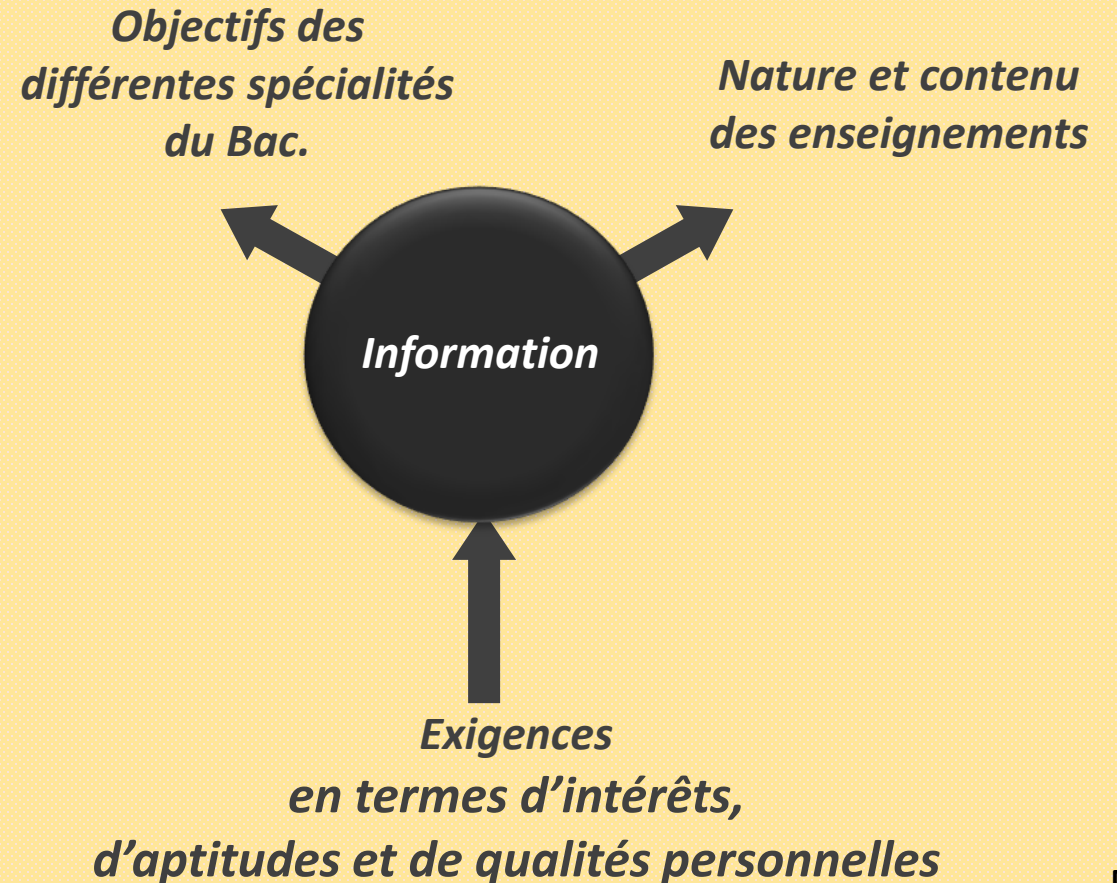 Objectifs des
différentes spécialités
du Bac.
Nature et contenu
des enseignements
Information
Exigences
en termes d’intérêts,
d’aptitudes et de qualités personnelles